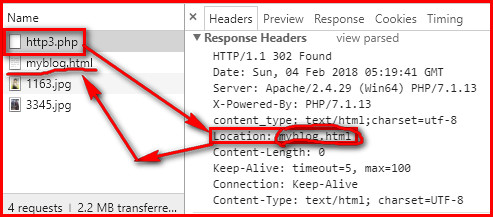 Name
http3.php
myblog.html
1163.jpg
3345.jpg
4 requests | 2.2 MB transferre...
Headers Preview Response Cookies Timing
▼ Response Headers view parsed
HTTP/1.1 302 Found
Date: Sun, 04 Feb 2018 05:19:41 GMT
Server: Apache/2.4.29 (Win64) PHP/7.1.13
X-Powered-By: PHP/7.1.13
content_type: text/html;charset=utf-8
Location: myblog.html
Content-Length: 0
Keep-Alive: timeout=5, max=100
Connection: Keep-Alive
Content-Type: text/html; charset=UTF-8